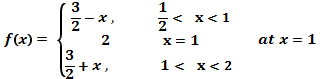 f(x) = { 3/2 − x , 1/2 < x < 1
2 x = 1 at x = 1
3/2 + x , 1 < x < 2